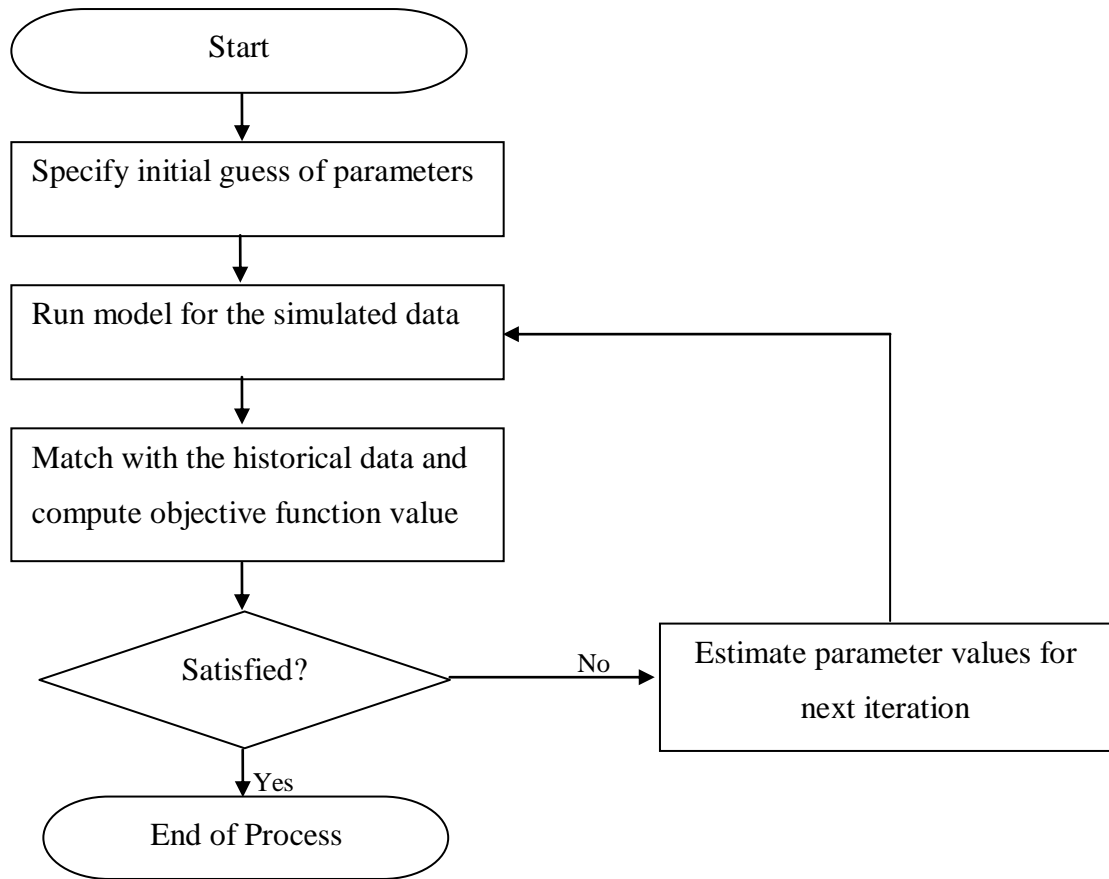 Start
Specify initial guess of parameters
Run model for the simulated data
Match with the historical data and
compute objective function value
Satisfied?
No
Estimate parameter values for
next iteration
Yes
End of Process